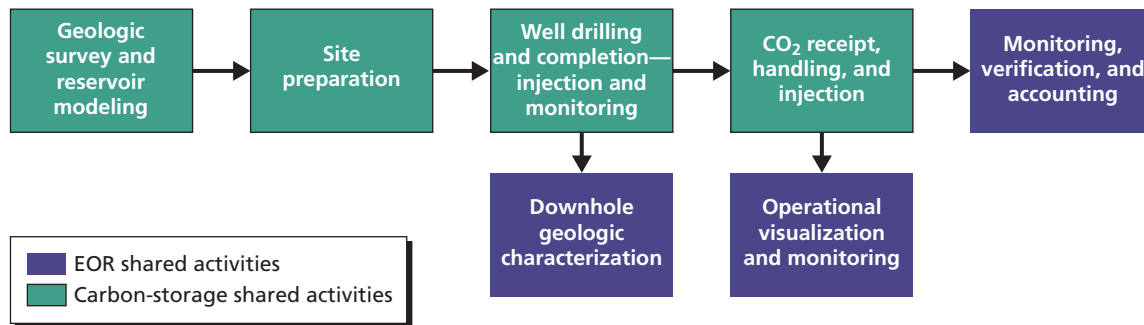 Geologic
survey and
reservoir
modeling
Site
preparation
Well drilling
and completion—
injection and
monitoring
CO₂ receipt,
handling, and
injection
Monitoring,
verification, and
accounting
Downhole
geologic
characterization
Operational
visualization
and monitoring
EOR shared activities
Carbon-storage shared activities